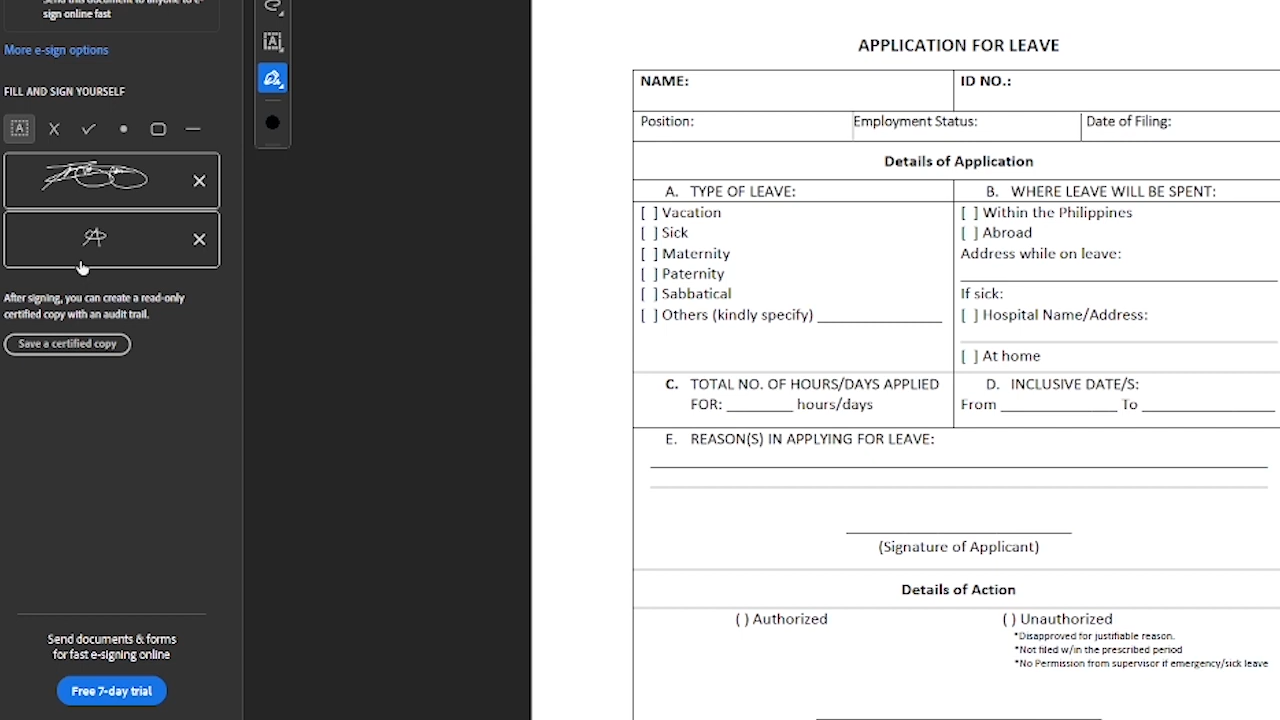 Send this document to anyone to e-
sign online fast
More e-sign options
FILL AND SIGN YOURSELF
After signing, you can create a read-only
certified copy with an audit trail.
Save a certified copy
Send documents & forms
for fast e-signing online
Free 7-day trial
APPLICATION FOR LEAVE
NAME:
ID NO.:
Position:
Employment Status:
Date of Filing:
Details of Application
A. TYPE OF LEAVE:
[ ] Vacation
[ ] Sick
[ ] Maternity
[ ] Paternity
[ ] Sabbatical
[ ] Others (kindly specify) _______________
B. WHERE LEAVE WILL BE SPENT:
[ ] Within the Philippines
[ ] Abroad
Address while on leave:
If sick:
[ ] Hospital Name/Address:
[ ] At home
C. TOTAL NO. OF HOURS/DAYS APPLIED
FOR: ________ hours/days
D. INCLUSIVE DATE/S:
From ______________ To ________________
E. REASON(S) IN APPLYING FOR LEAVE:
(Signature of Applicant)
Details of Action
( ) Authorized
( ) Unauthorized
*Disapproved for justifiable reason.
*Not filed w/in the prescribed period
*No Permission from supervisor if emergency/sick leave